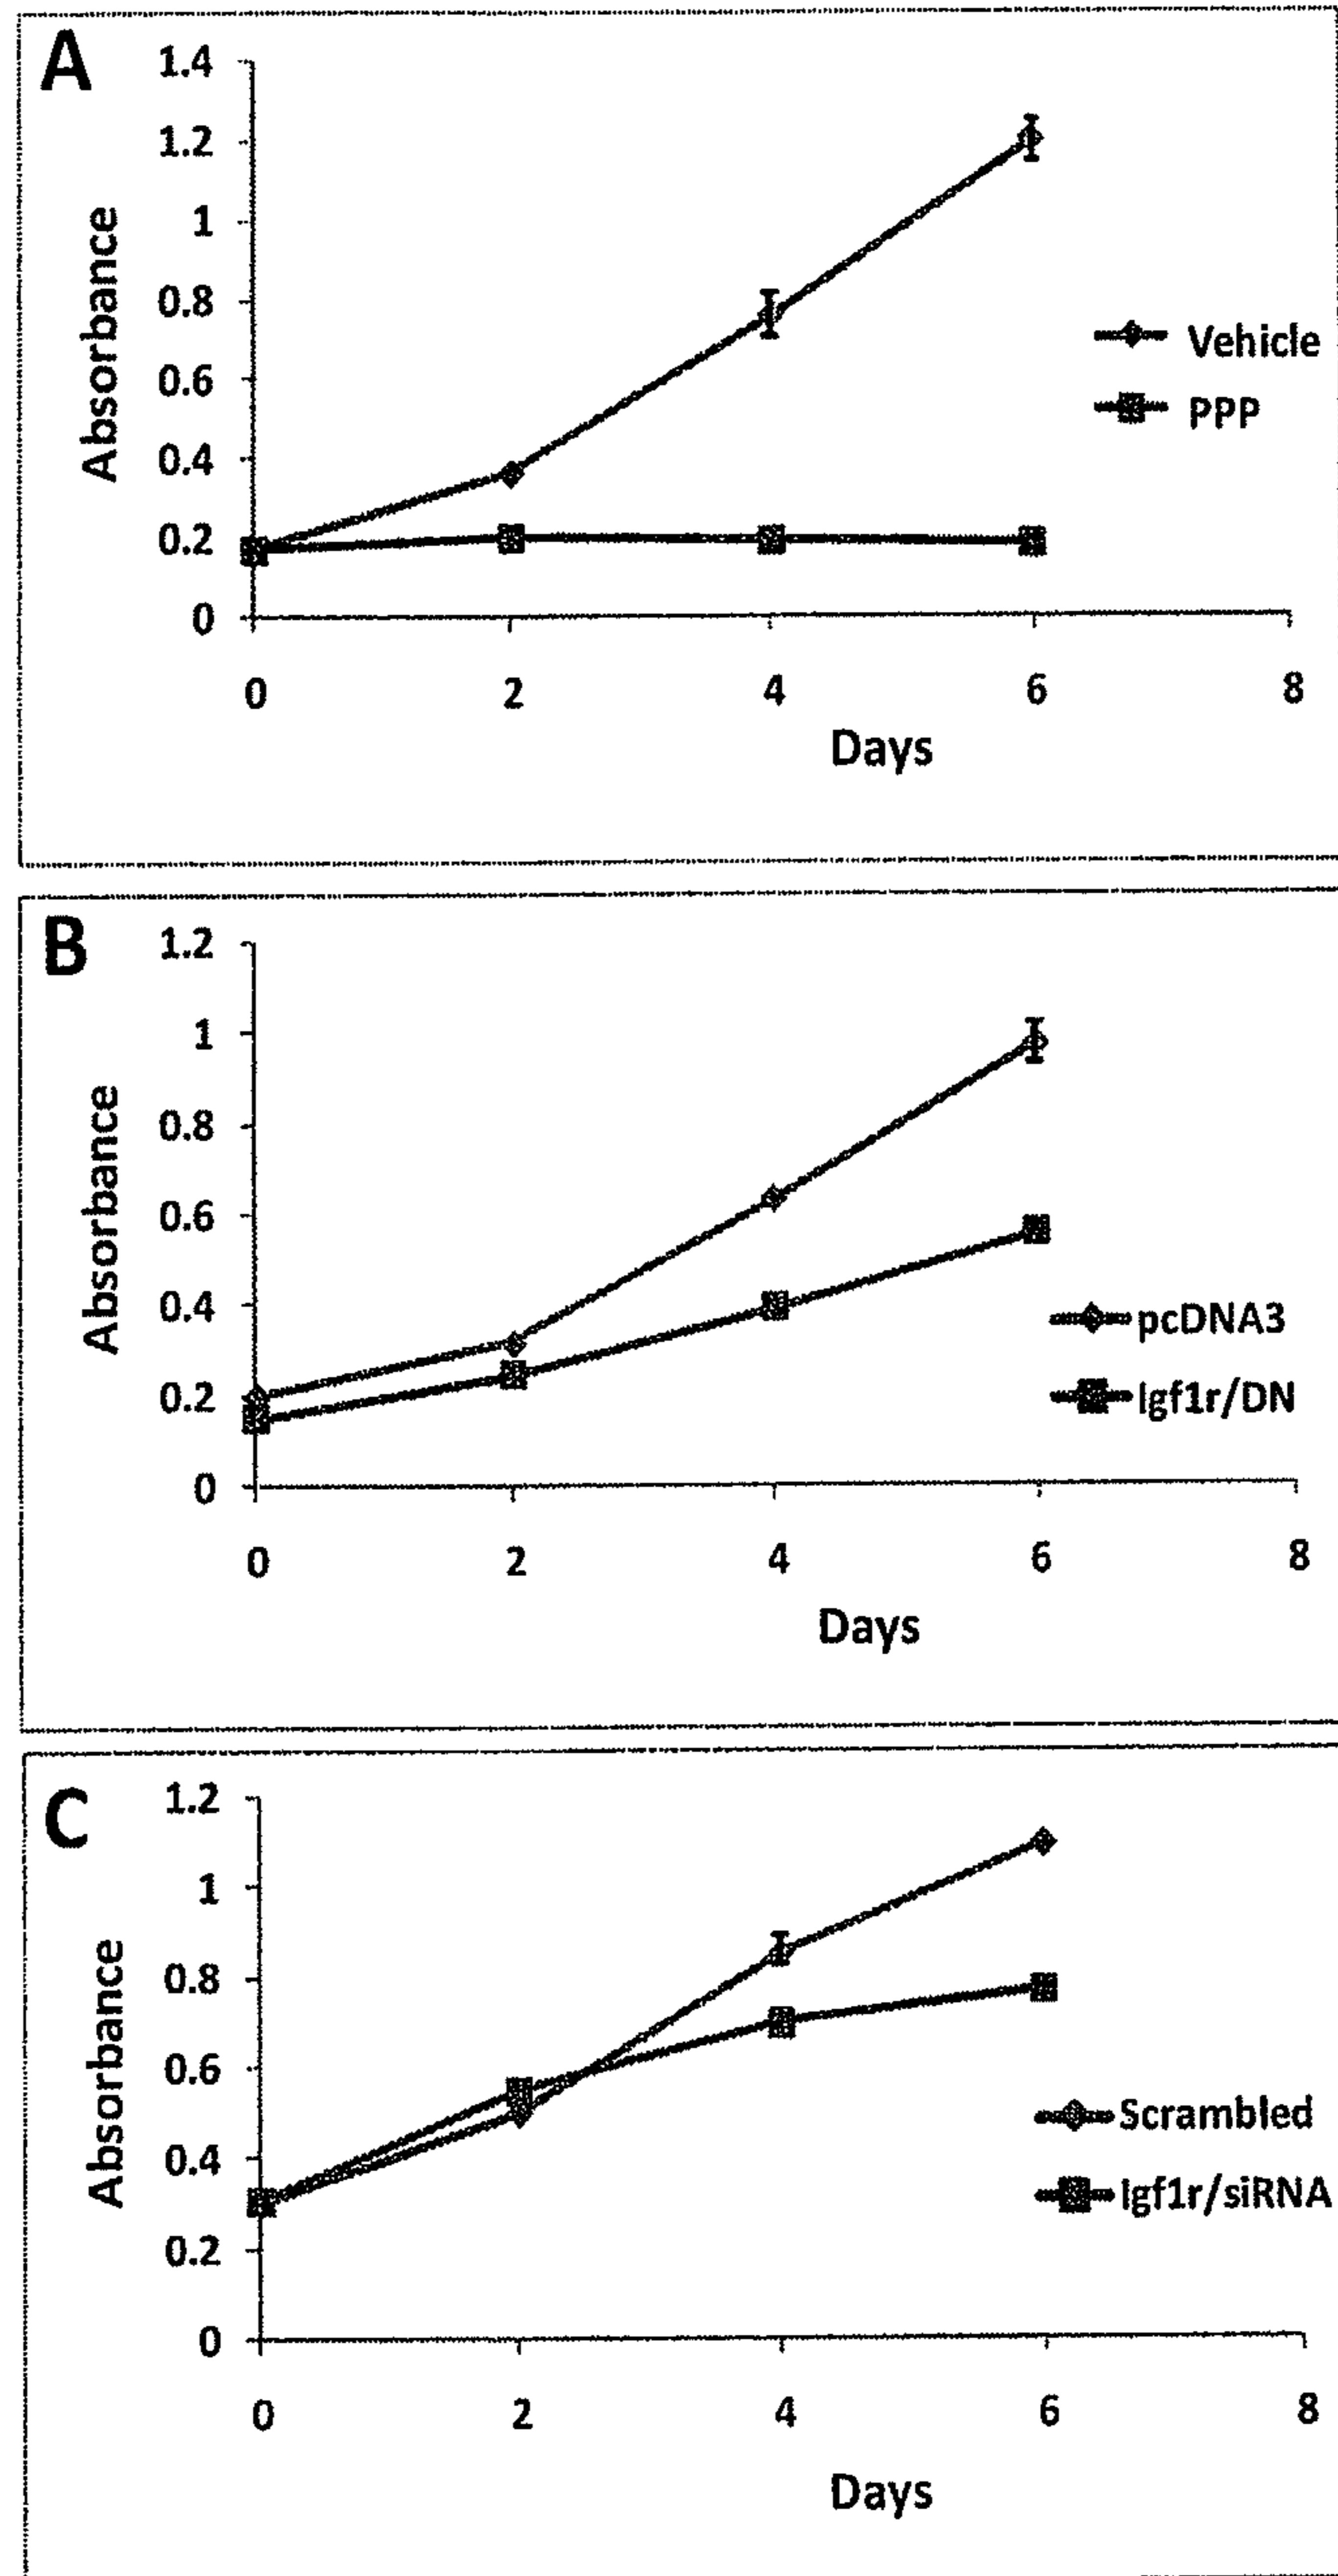 A
1.4
1.2
1
0.8
0.6
0.4
0.2
0
Absorbance
Vehicle
PPP
0 2 4 6 8
Days
B
1.2
1
0.8
0.6
0.4
0.2
0
Absorbance
pcDNA3
Igf1r/DN
0 2 4 6 8
Days
C
1.2
1
0.8
0.6
0.4
0.2
0
Absorbance
Scrambled
Igf1r/siRNA
0 2 4 6 8
Days